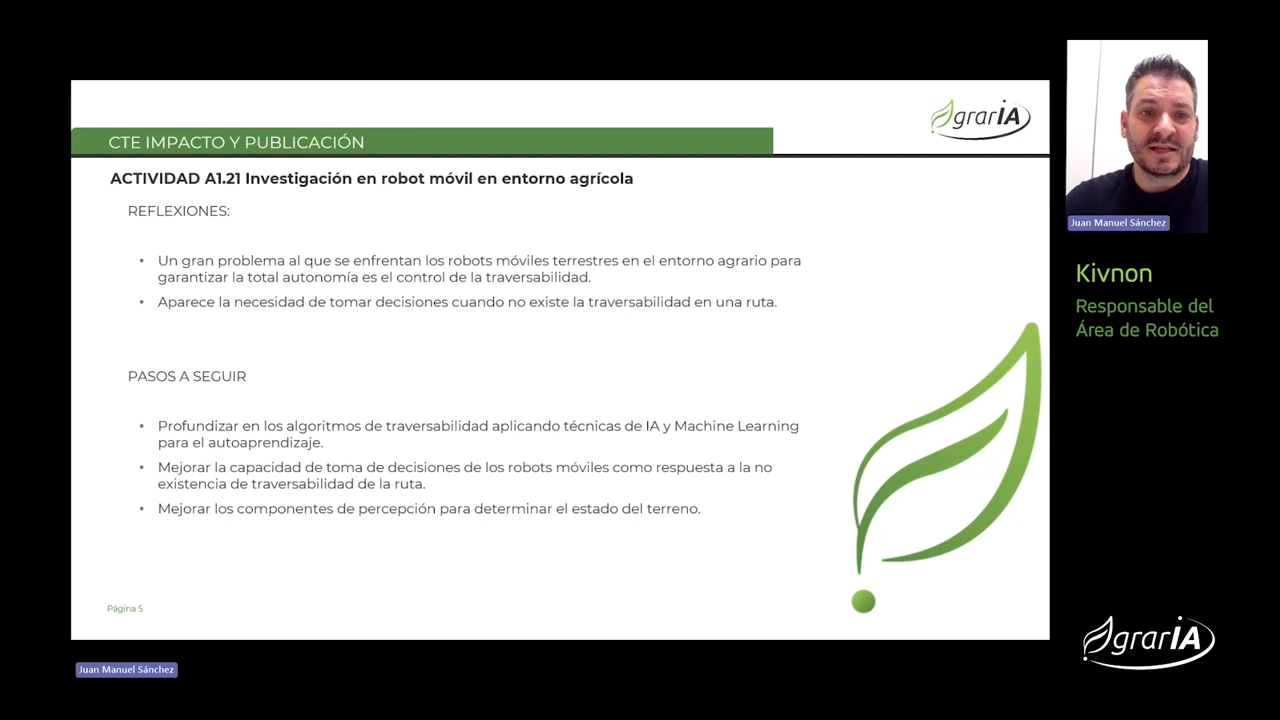 grarIA
CTE IMPACTO Y PUBLICACIÓN
ACTIVIDAD A1.21 Investigación en robot móvil en entorno agrícola
REFLEXIONES:
• Un gran problema al que se enfrentan los robots móviles terrestres en el entorno agrario para
garantizar la total autonomía es el control de la traversabilidad.
• Aparece la necesidad de tomar decisiones cuando no existe la traversabilidad en una ruta.
PASOS A SEGUIR
• Profundizar en los algoritmos de traversabilidad aplicando técnicas de IA y Machine Learning
para el autoaprendizaje.
• Mejorar la capacidad de toma de decisiones de los robots móviles como respuesta a la no
existencia de traversabilidad de la ruta.
• Mejorar los componentes de percepción para determinar el estado del terreno.
Página 5
Juan Manuel Sánchez
Juan Manuel Sánchez
Kivnon
Responsable del
Área de Robótica
grarIA